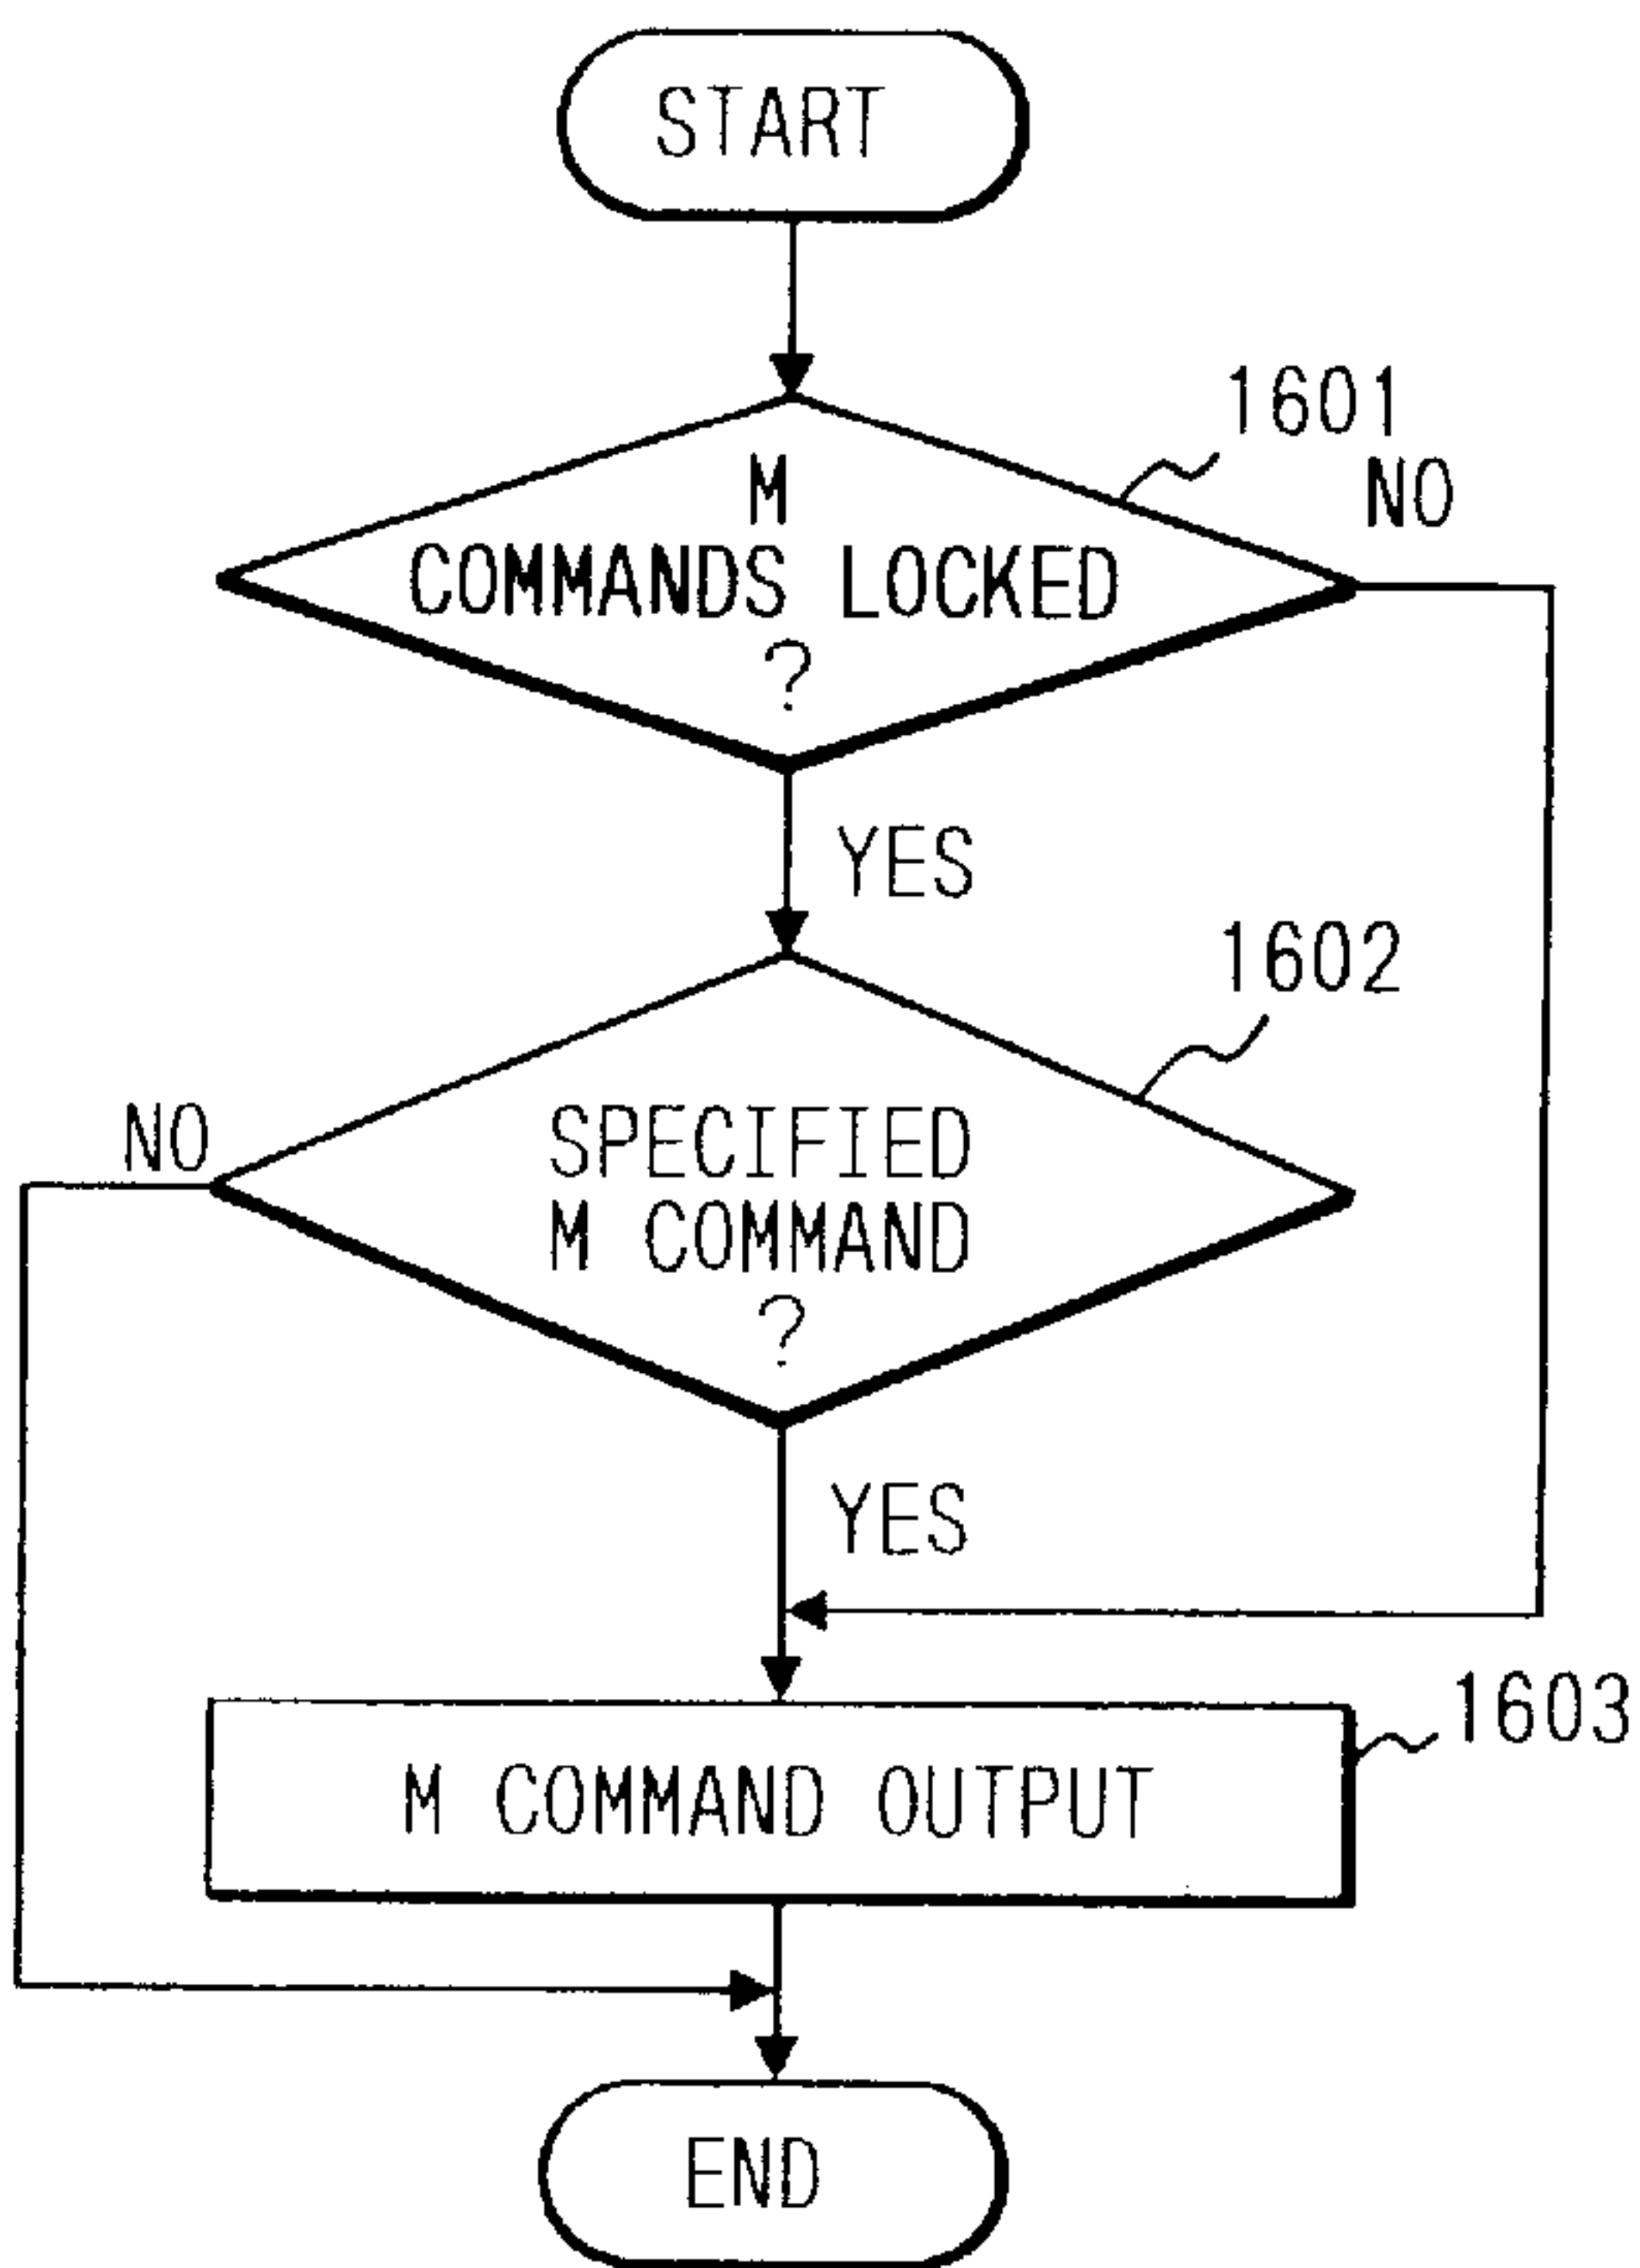 START
1601
NO
M
COMMANDS LOCKED
?
YES
1602
NO
SPECIFIED
M COMMAND
?
YES
1603
M COMMAND OUTPUT
END